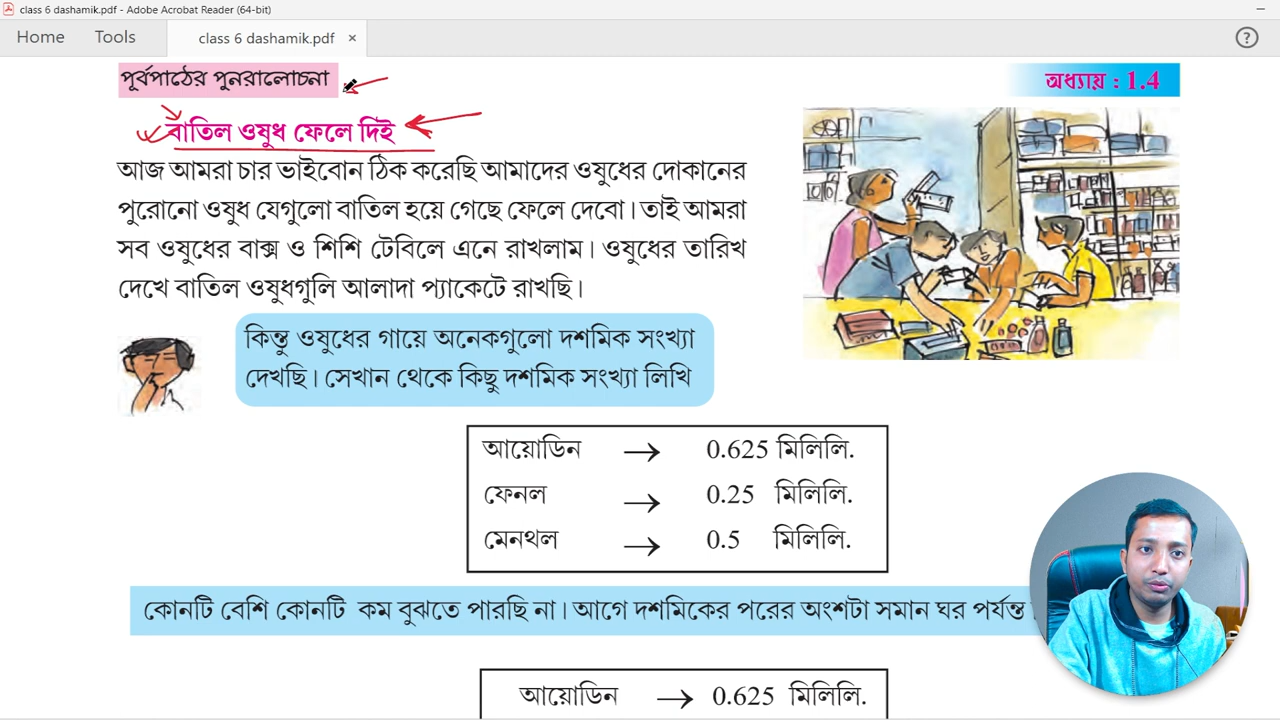 class 6 dashamik.pdf - Adobe Acrobat Reader (64-bit)
Home Tools class 6 dashamik.pdf ×
পূর্বপাঠের পুনরালোচনা
অধ্যায় : 1.4
বাতিল ওষুধ ফেলে দিই
আজ আমরা চার ভাইবোন ঠিক করেছি আমাদের ওষুধের দোকানের
পুরোনো ওষুধ যেগুলো বাতিল হয়ে গেছে ফেলে দেবো। তাই আমরা
সব ওষুধের বাক্স ও শিশি টেবিলে এনে রাখলাম। ওষুধের তারিখ
দেখে বাতিল ওষুধগুলি আলাদা প্যাকেটে রাখছি।
কিন্তু ওষুধের গায়ে অনেকগুলো দশমিক সংখ্যা
দেখছি। সেখান থেকে কিছু দশমিক সংখ্যা লিখি
আয়োডিন → 0.625 মিলিলি.
ফেনল → 0.25 মিলিলি.
মেনথল → 0.5 মিলিলি.
কোনটি বেশি কোনটি কম বুঝতে পারছি না। আগে দশমিকের পরের অংশটা সমান ঘর পর্যন্ত
আয়োডিন → 0.625 মিলিলি.